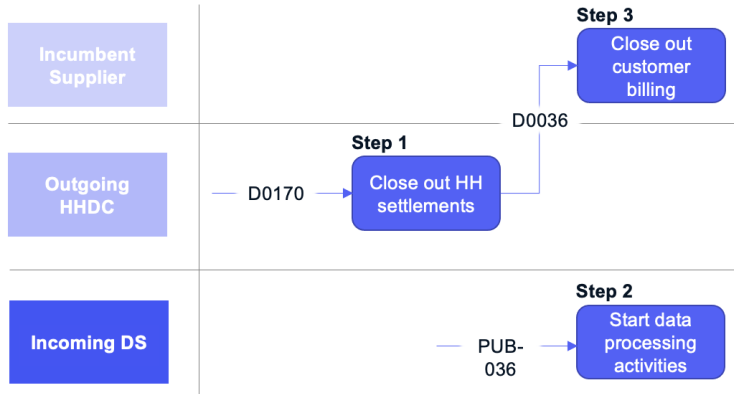 Step 3
Incumbent
Supplier
Close out
customer
billing
D0036
Step 1
Outgoing
HHDC
D0170
Close out HH
settlements
Step 2
Incoming DS
PUB-
036
Start data
processing
activities